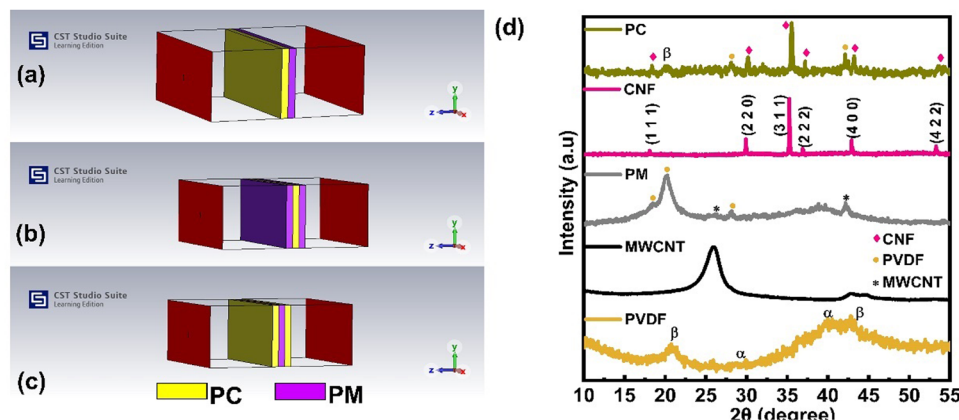 CST Studio Suite
Learning Edition
(a)
y
z
x
CST Studio Suite
Learning Edition
(b)
y
z
x
CST Studio Suite
Learning Edition
(c)
y
z
x
PC
PM
(d)
PC
β
CNF
(1 1 1)
(2 2 0)
(3 1 1)
(2 2 2)
(4 0 0)
(4 2 2)
PM
*
*
MWCNT
CNF
PVDF
* MWCNT
PVDF
β
α
α
β
Intensity (a.u)
10 15 20 25 30 35 40 45 50 55
2θ (degree)